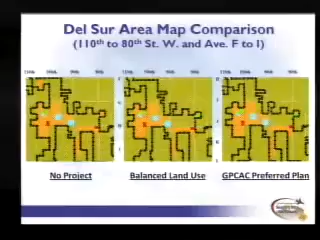 Del Sur Area Map Comparison
(110th to 80th St. W. and Ave. F to I)
No Project
Balanced Land Use
GPCAC Preferred Plan